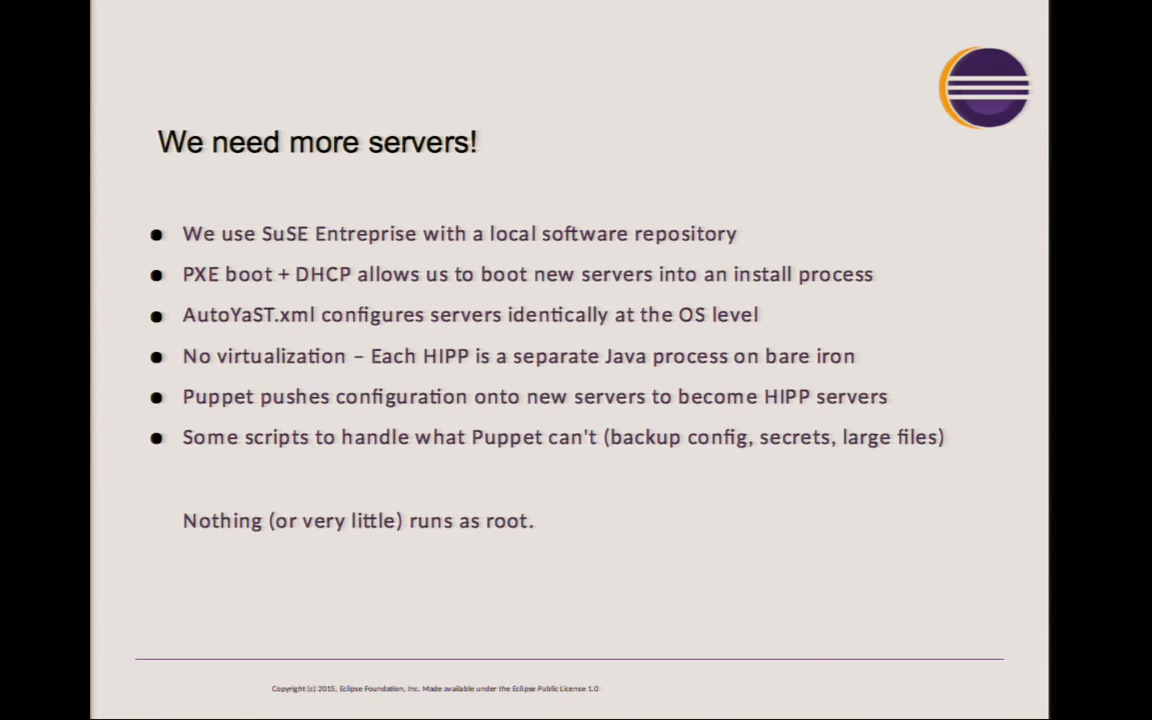 We need more servers!
We use SuSE Entreprise with a local software repository
PXE boot + DHCP allows us to boot new servers into an install process
AutoYaST.xml configures servers identically at the OS level
No virtualization – Each HIPP is a separate Java process on bare iron
Puppet pushes configuration onto new servers to become HIPP servers
Some scripts to handle what Puppet can't (backup config, secrets, large files)
Nothing (or very little) runs as root.
Copyright (c) 2015, Eclipse Foundation, Inc. Made available under the Eclipse Public License 1.0